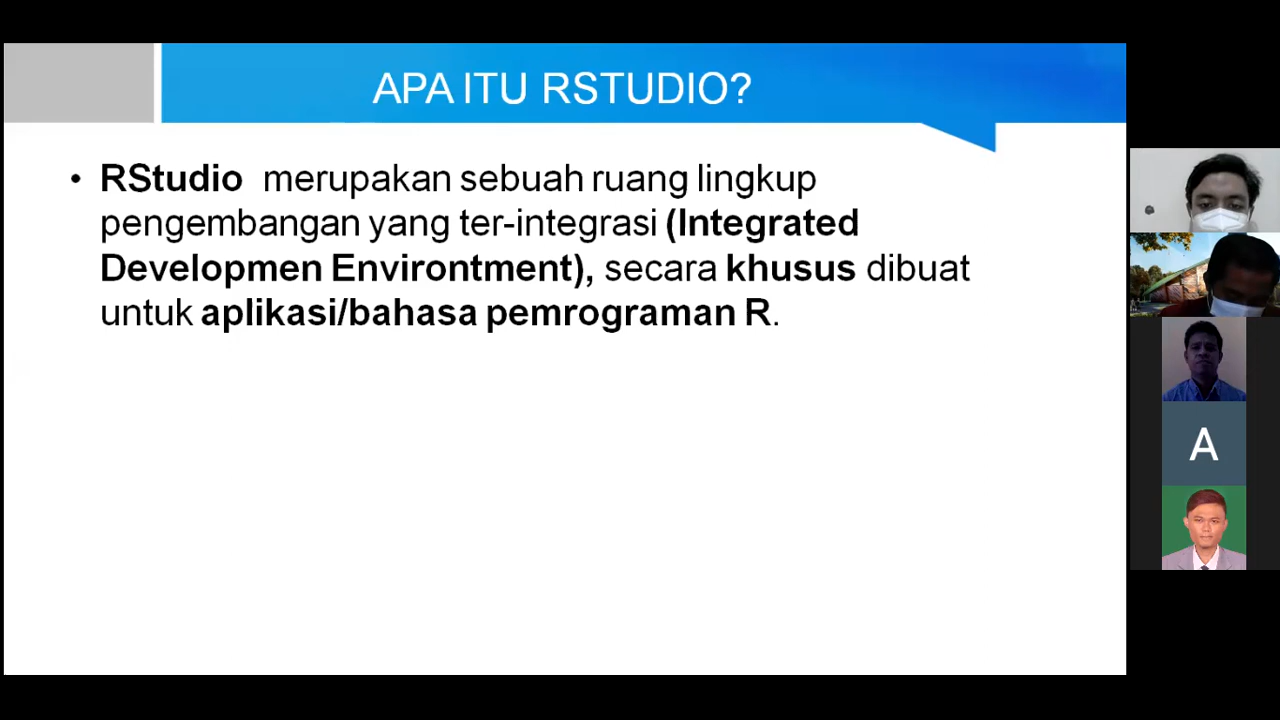 APA ITU RSTUDIO?
• RStudio merupakan sebuah ruang lingkup
pengembangan yang ter-integrasi (Integrated
Developmen Environtment), secara khusus dibuat
untuk aplikasi/bahasa pemrograman R.
A